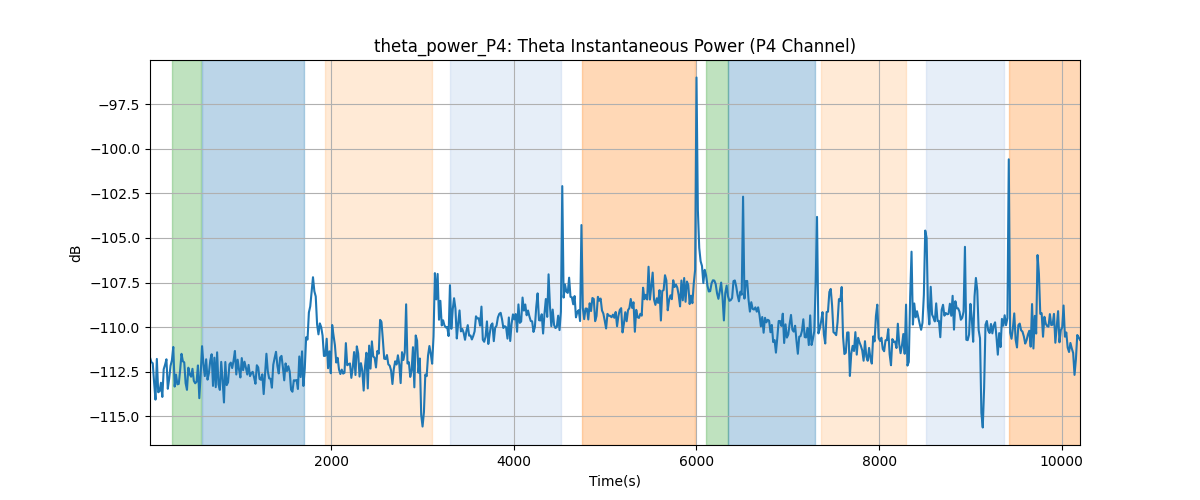 theta_power_P4: Theta Instantaneous Power (P4 Channel)
−97.5
−100.0
−102.5
−105.0
−107.5
−110.0
−112.5
−115.0
dB
2000 4000 6000 8000 10000
Time(s)